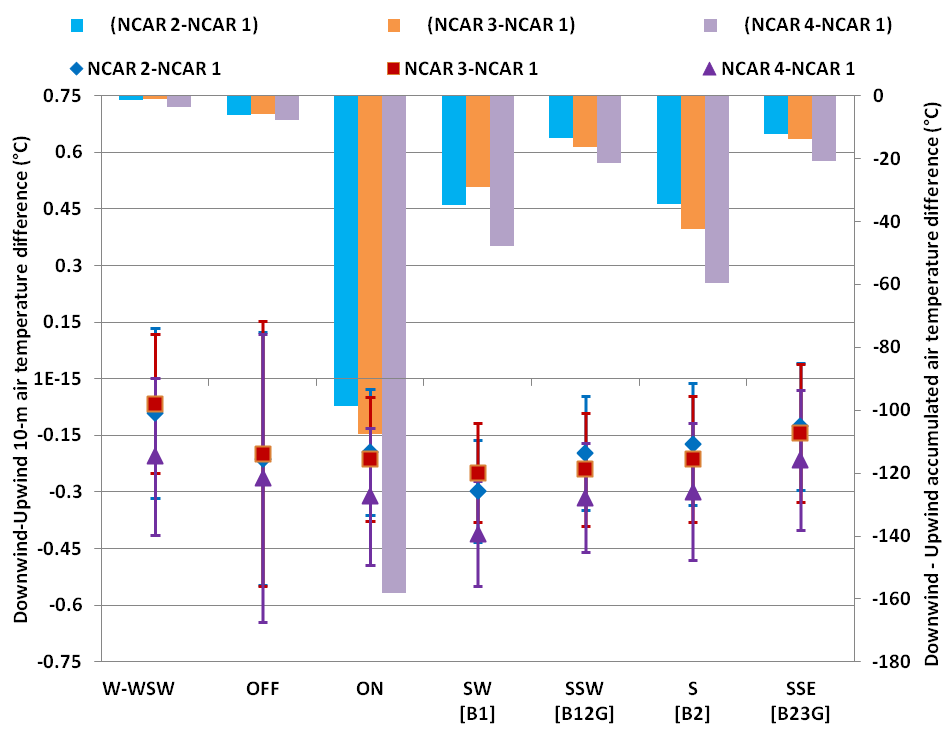 (NCAR 2-NCAR 1) (NCAR 3-NCAR 1) (NCAR 4-NCAR 1)
NCAR 2-NCAR 1 NCAR 3-NCAR 1 NCAR 4-NCAR 1
Downwind-Upwind 10-m air temperature difference (°C)
0.75
0.6
0.45
0.3
0.15
1E-15
-0.15
-0.3
-0.45
-0.6
-0.75
0
-20
-40
-60
-80
-100
-120
-140
-160
-180
Downwind - Upwind accumulated air temperature difference (°C)
W-WSW OFF ON SW SSW S SSE
[B1] [B12G] [B2] [B23G]